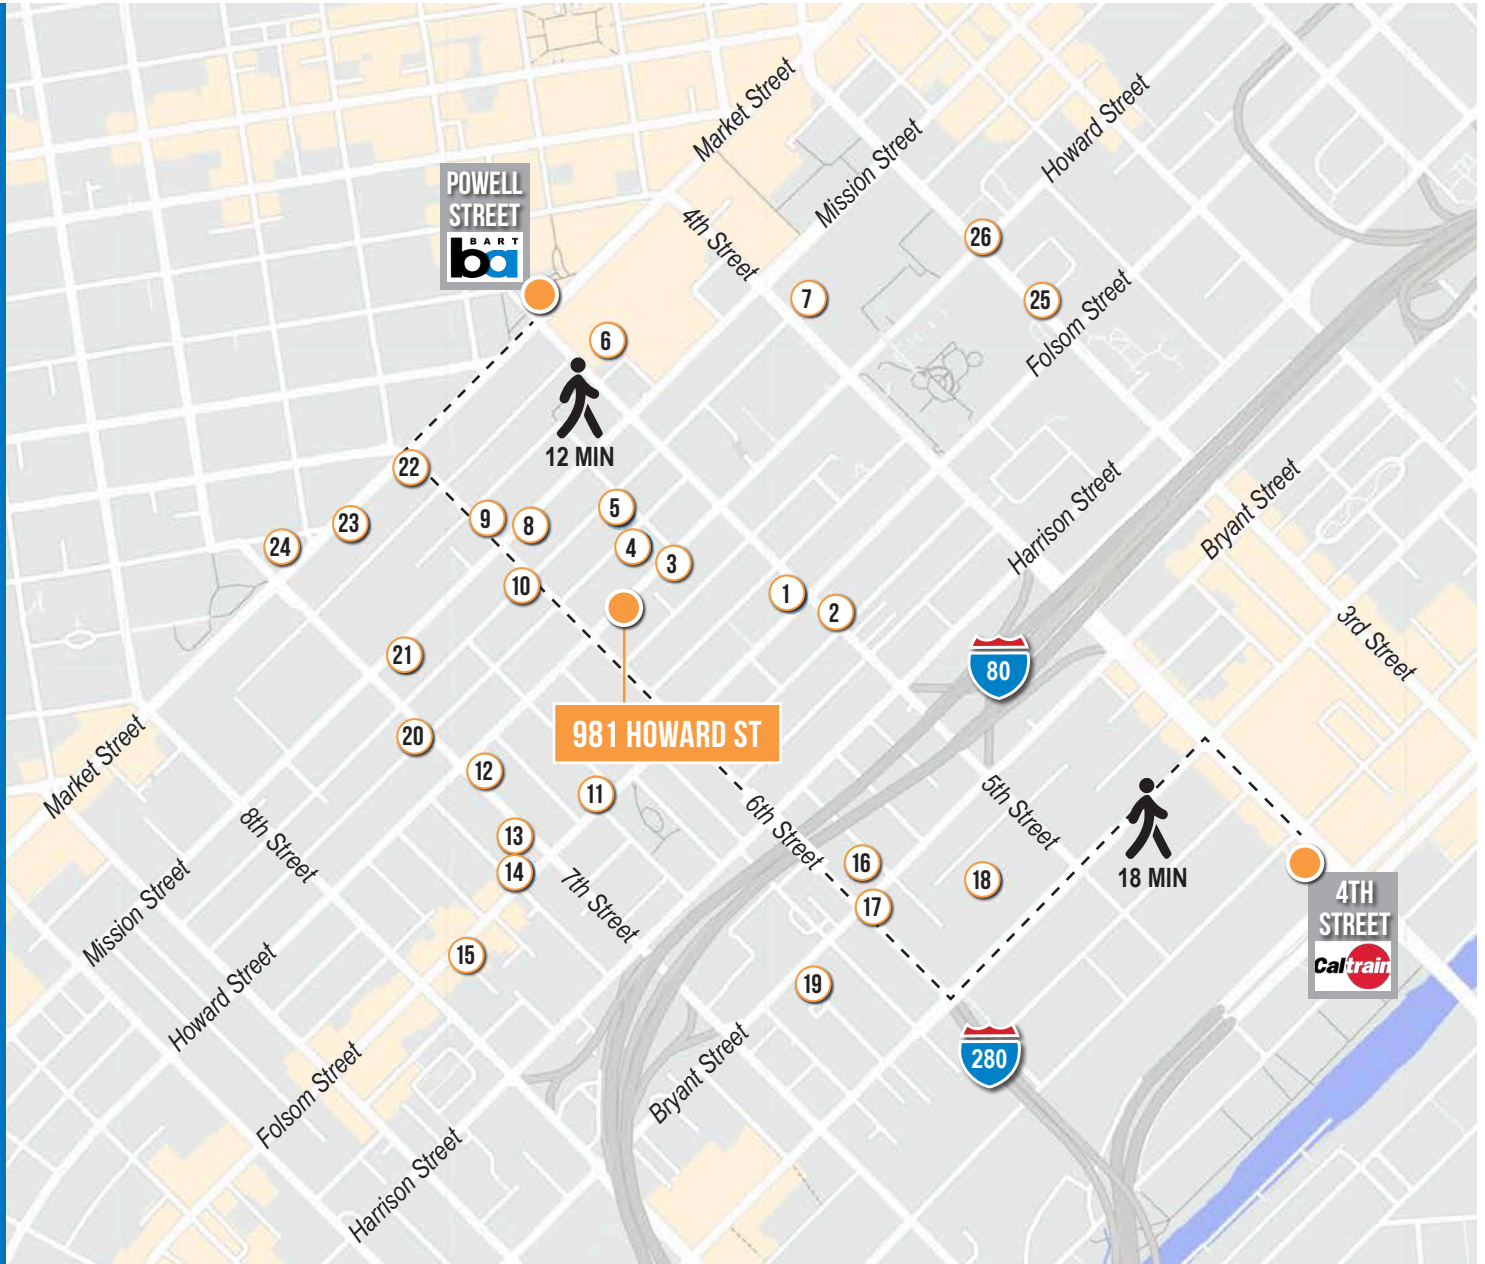 Market Street
Mission Street
Howard Street
POWELL
STREET
BART
ba
4th Street
26
7
25
Folsom Street
6
12 MIN
22
Harrison Street
Bryant Street
5
9
8
23
4
24
3
10
1
2
3rd Street
21
80
981 HOWARD ST
20
Market Street
12
11
5th Street
6th Street
8th Street
13
14
16
18 MIN
18
7th Street
17
4TH
STREET
Caltrain
Mission Street
15
19
Howard Street
280
Bryant Street
Folsom Street
Harrison Street